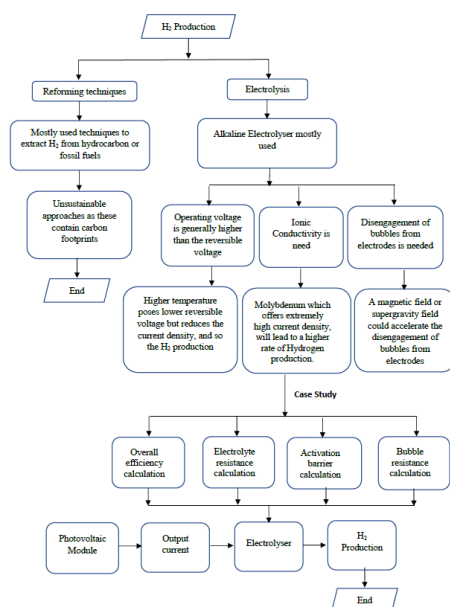 H₂ Production
Reforming techniques
Electrolysis
Mostly used techniques to
extract H₂ from hydrocarbon or
fossil fuels
Alkaline Electrolyser mostly
used
Unsustainable
approaches as these
contain carbon
footprints
Operating voltage
is generally higher
than the reversible
voltage
Ionic
Conductivity is
need
Disengagement of
bubbles from
electrodes is needed
End
Higher temperature
poses lower reversible
voltage but reduces the
current density, and so
the H₂ production
Molybdemum which
offers extremely
high current density,
will lead to a higher
rate of Hydrogen
production.
A magnetic field or
supergravity field
could accelerate the
disengagement of
bubbles from
electrodes
Case Study
Overall
efficiency
calculation
Electrolyte
resistance
calculation
Activation
barrier
calculation
Bubble
resistance
calculation
Photovoltaic
Module
Output
current
Electrolyser
H₂
Production
End